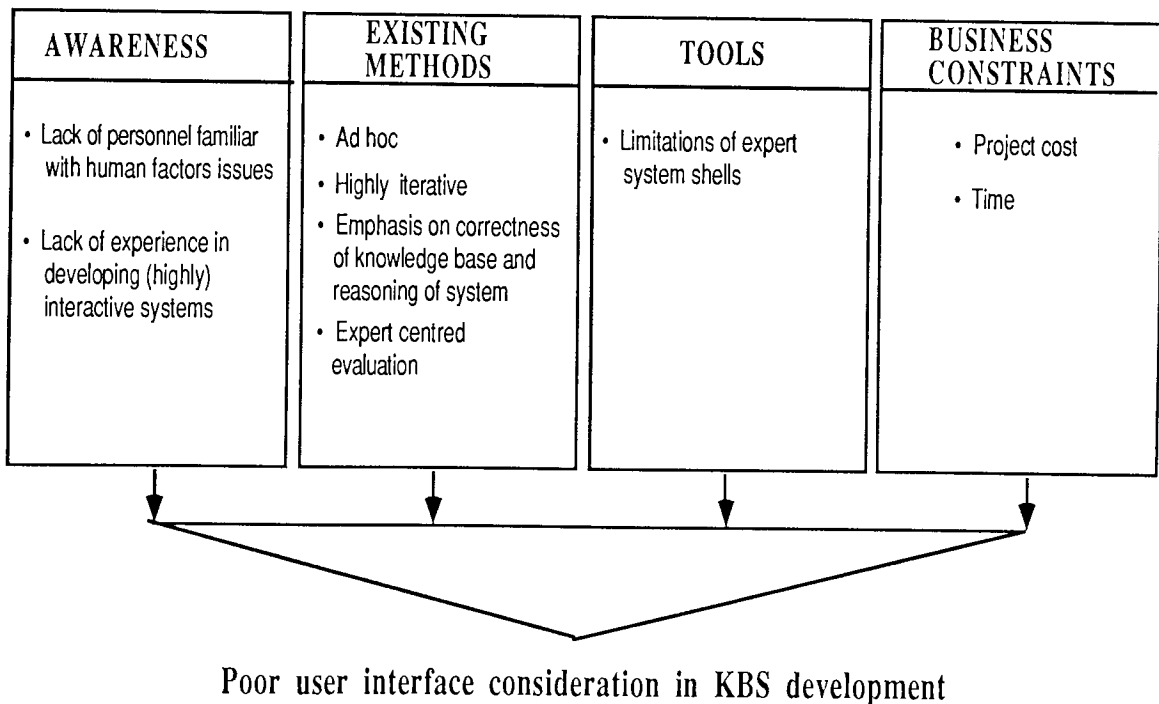 AWARENESS
• Lack of personnel familiar
with human factors issues
• Lack of experience in
developing (highly)
interactive systems
EXISTING
METHODS
• Ad hoc
• Highly iterative
• Emphasis on correctness
of knowledge base and
reasoning of system
• Expert centred
evaluation
TOOLS
• Limitations of expert
system shells
BUSINESS
CONSTRAINTS
• Project cost
• Time
Poor user interface consideration in KBS development